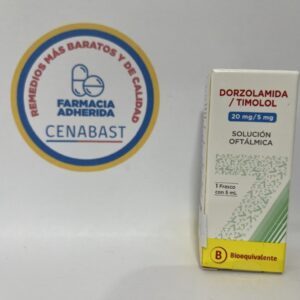 REMEDIOS MÁS BARATOS Y DE CALIDAD
FARMACIA
ADHERIDA
CENABAST
DORZOLAMIDA
/ TIMOLOL
20 mg/5 mg
SOLUCIÓN
OFTÁLMICA
1 Frasco
con 5 mL
B Bioequivalente